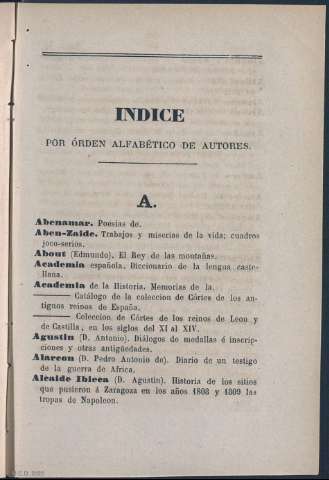 INDICE
POR ÓRDEN ALFABÉTICO DE AUTORES.
A.
Abenamar. Poesias de.
Aben-Zaide. Trabajos y miserias de la vida; cuadros
joco-serios.
About (Edmundo). El Rey de las montañas.
Academia española. Diccionario de la lengua caste-
llana.
Academia de la Historia. Memorias de la.
——— Catálogo de la coleccion de Córtes de los an-
tiguos reinos de España.
——— Coleccion de Córtes de los reinos de Leon y
de Castilla, en los siglos del XI al XIV.
Agustin (D. Antonio). Diálogos de medallas é inscrip-
ciones y otras antigüedades.
Alarcon (D. Pedro Antonio de). Diario de un testigo
de la guerra de Africa.
Alcaide Ibieca (D. Agustin). Historia de los sitios
que pusieron á Zaragoza en los años 1808 y 1809 las
tropas de Napoleon.